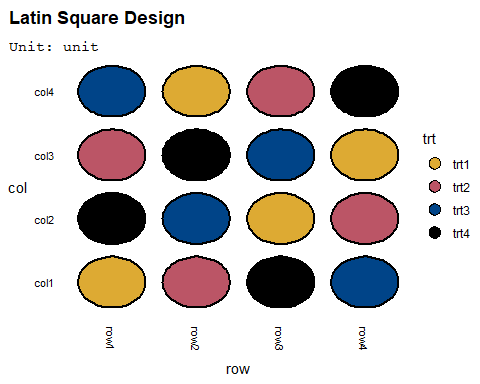 Latin Square Design
Unit: unit
col4
col3
col2
col1
col
row1
row2
row3
row4
row
trt
trt1
trt2
trt3
trt4